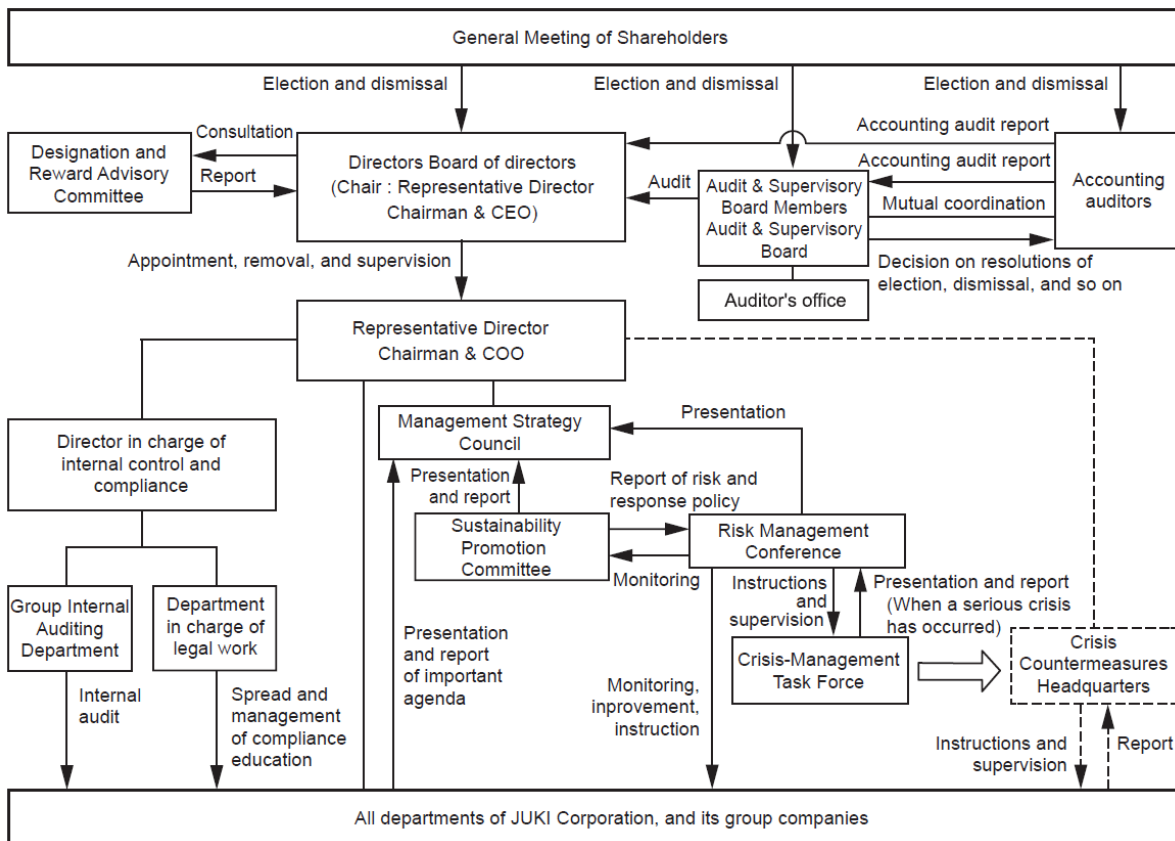 General Meeting of Shareholders
Election and dismissal
Election and dismissal
Election and dismissal
Consultation
Report
Designation and
Reward Advisory
Committee
Directors Board of directors
(Chair : Representative Director
Chairman & CEO)
Audit
Audit & Supervisory
Board Members
Audit & Supervisory
Board
Auditor's office
Accounting audit report
Accounting audit report
Mutual coordination
Decision on resolutions of
election, dismissal, and so on
Accounting
auditors
Appointment, removal, and supervision
Representative Director
Chairman & COO
Director in charge of
internal control and
compliance
Management Strategy
Council
Presentation
Presentation
and report
Report of risk and
response policy
Sustainability
Promotion
Committee
Monitoring
Risk Management
Conference
Group Internal
Auditing
Department
Department
in charge of
legal work
Instructions
and
supervision
Presentation and report
(When a serious crisis
has occurred)
Crisis-Management
Task Force
Crisis
Countermeasures
Headquarters
Internal
audit
Spread and
management
of compliance
education
Presentation
and report
of important
agenda
Monitoring,
inprovement,
instruction
Instructions and
supervision
Report
All departments of JUKI Corporation, and its group companies